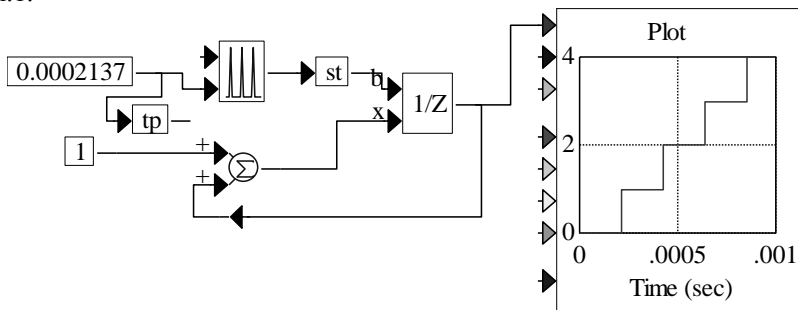 0.0002137
tp
1
+
+
Σ
st
b
x
1/Z
Plot
4
2
0
0 .0005 .001
Time (sec)